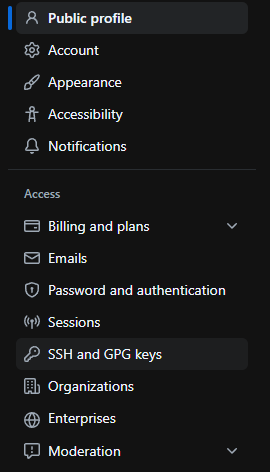 Public profile
Account
Appearance
Accessibility
Notifications
Access
Billing and plans
Emails
Password and authentication
Sessions
SSH and GPG keys
Organizations
Enterprises
Moderation